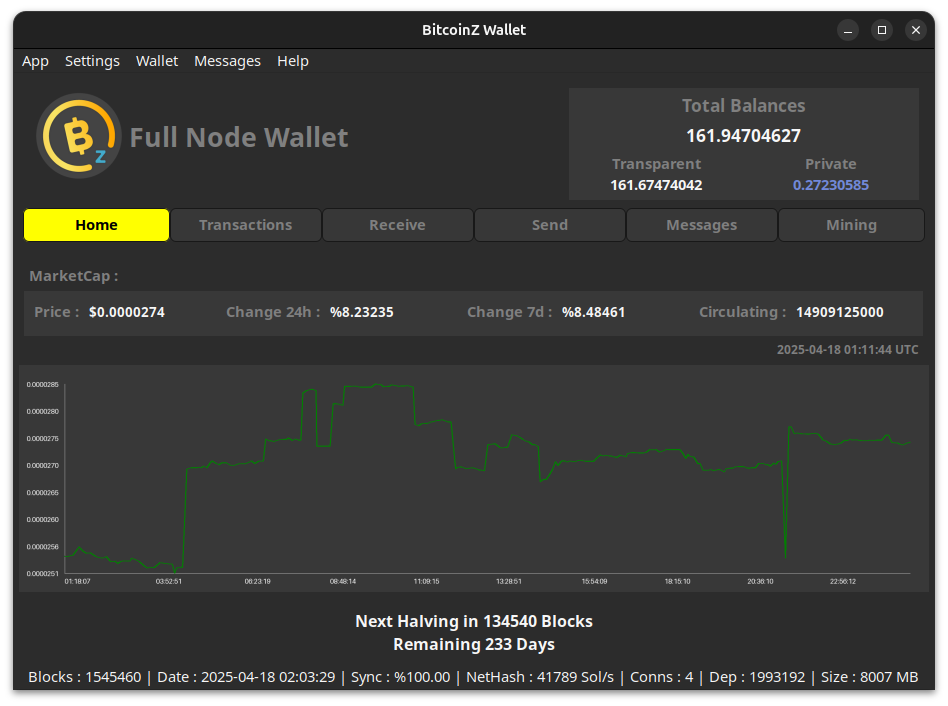 BitcoinZ Wallet
App Settings Wallet Messages Help
Full Node Wallet
Total Balances
161.94704627
Transparent Private
161.67474042 0.27230585
Home Transactions Receive Send Messages Mining
MarketCap :
Price : $0.0000274 Change 24h : %8.23235 Change 7d : %8.48461 Circulating : 14909125000
2025-04-18 01:11:44 UTC
0.0000285
0.0000280
0.0000275
0.0000270
0.0000265
0.0000260
0.0000256
0.0000251
01:18:07 03:52:51 06:23:19 08:48:14 11:09:15 13:28:51 15:54:09 18:15:10 20:36:10 22:56:12
Next Halving in 134540 Blocks
Remaining 233 Days
Blocks : 1545460 | Date : 2025-04-18 02:03:29 | Sync : %100.00 | NetHash : 41789 Sol/s | Conns : 4 | Dep : 1993192 | Size : 8007 MB